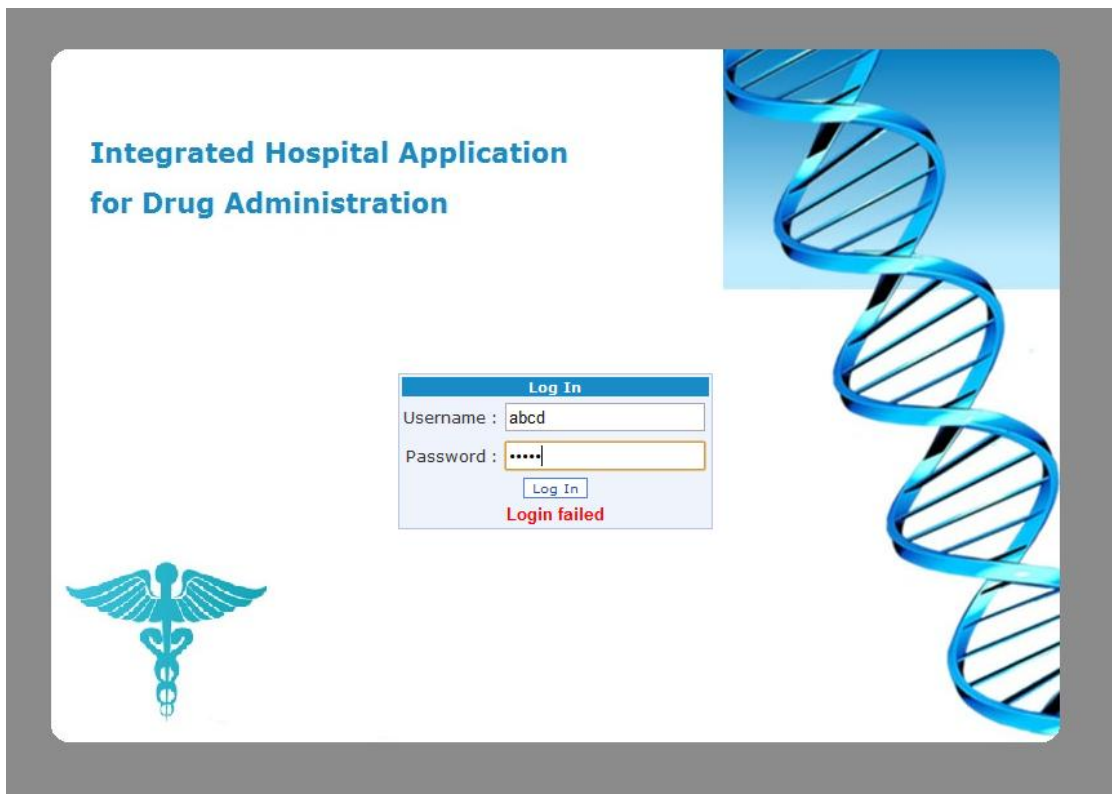 Integrated Hospital Application
for Drug Administration
Log In
Username : abcd
Password : •••••
Log In
Login failed